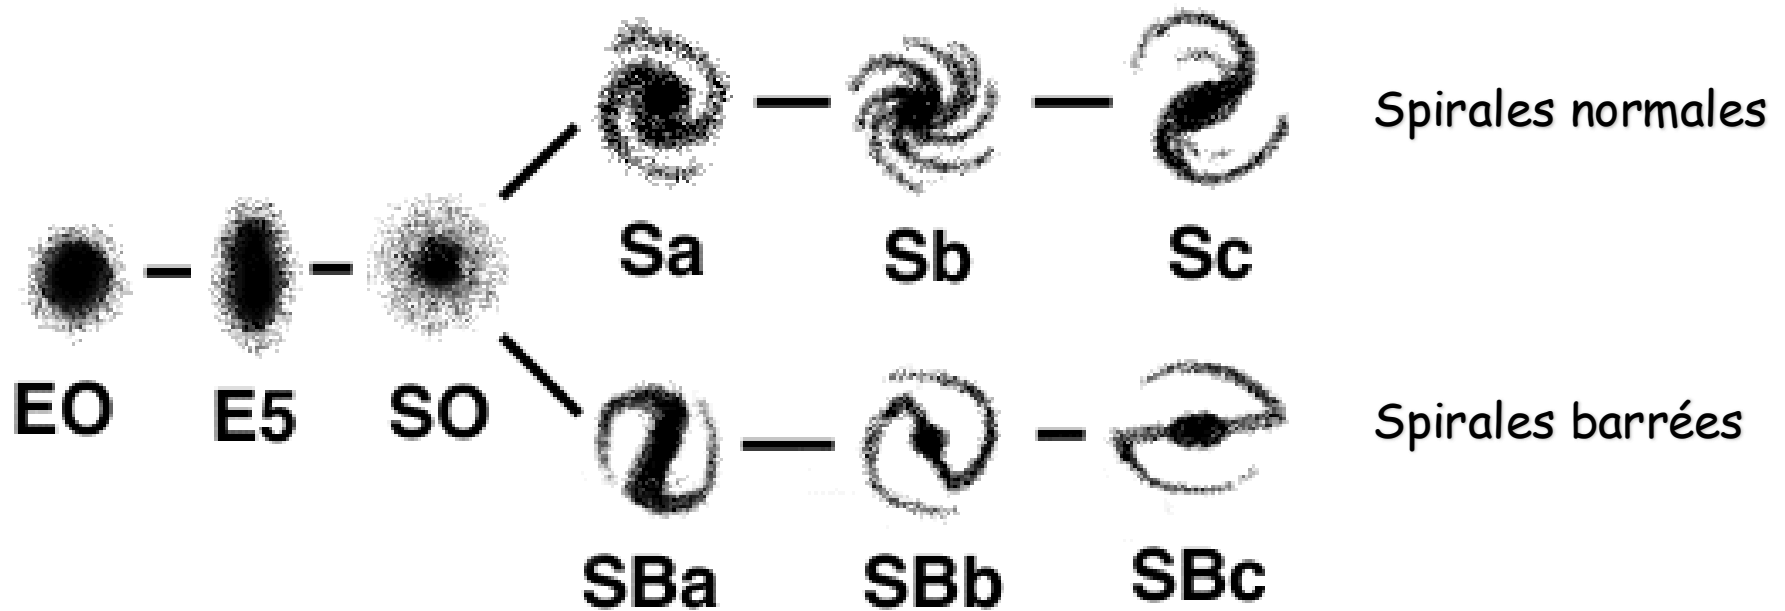 Spirales normales
Sa Sb Sc
EO E5 SO
Spirales barrées
SBa SBb SBc